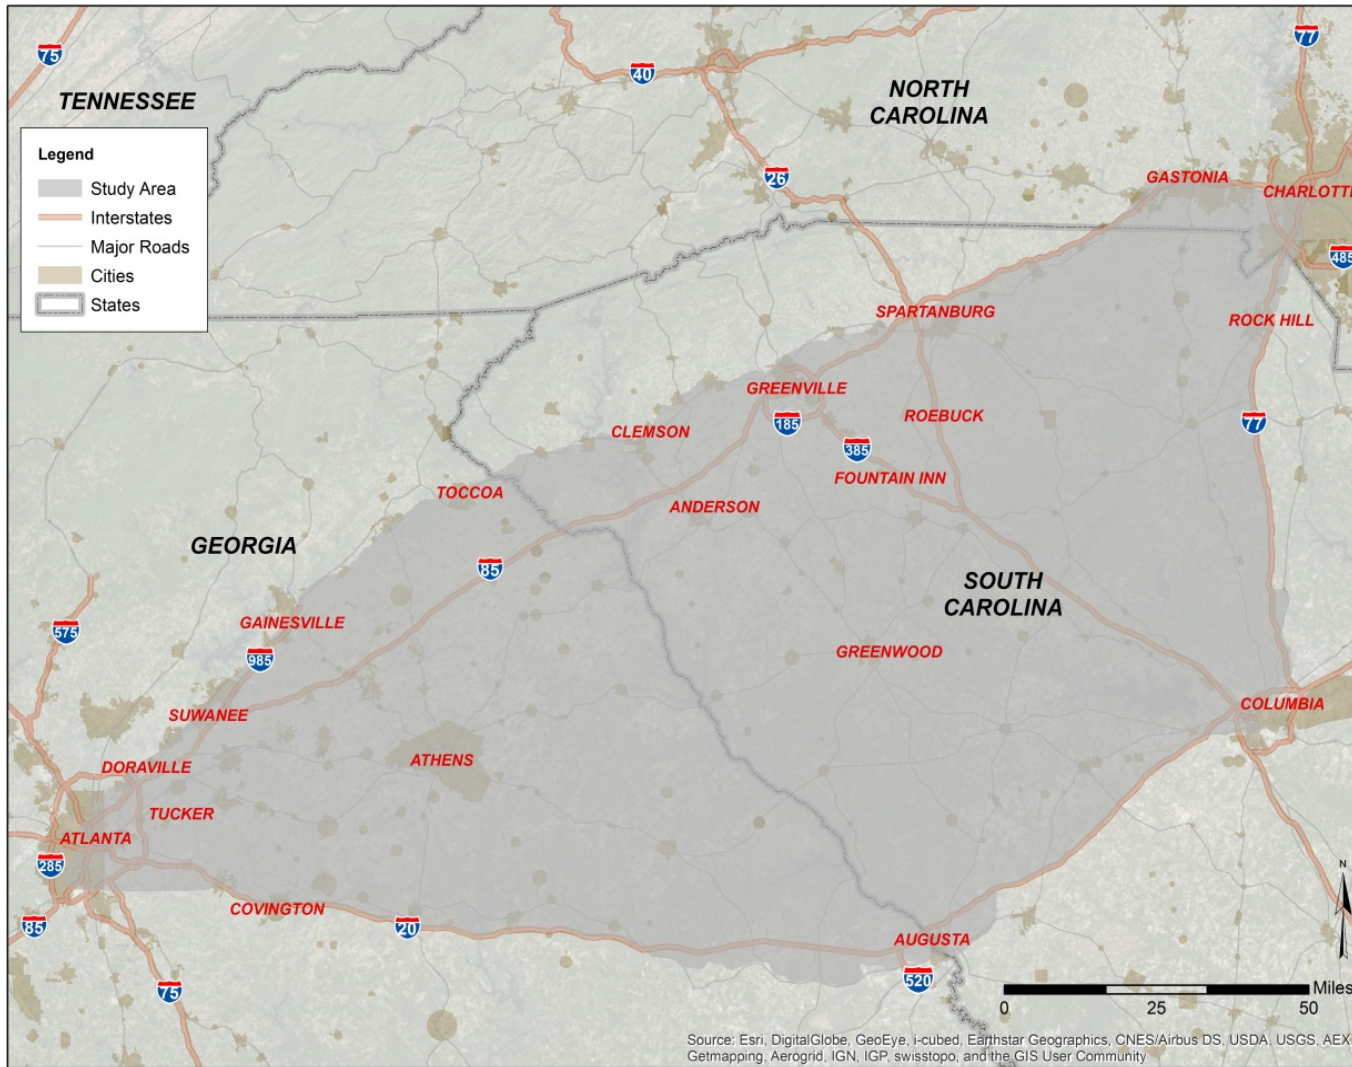 75
40
77
TENNESSEE
NORTH
CAROLINA
Legend
Study Area
Interstates
Major Roads
Cities
States
26
GASTONIA
CHARLOTTE
485
SPARTANBURG
ROCK HILL
GREENVILLE
185
ROEBUCK
77
CLEMSON
385
FOUNTAIN INN
TOCCOA
ANDERSON
GEORGIA
85
SOUTH
CAROLINA
575
GAINESVILLE
985
GREENWOOD
SUWANEE
COLUMBIA
ATHENS
DORAVILLE
TUCKER
ATLANTA
285
N
COVINGTON
85
20
AUGUSTA
520
75
Miles
0 25 50
Source: Esri, DigitalGlobe, GeoEye, i-cubed, Earthstar Geographics, CNES/Airbus DS, USDA, USGS, AEX,
Getmapping, Aerogrid, IGN, IGP, swisstopo, and the GIS User Community